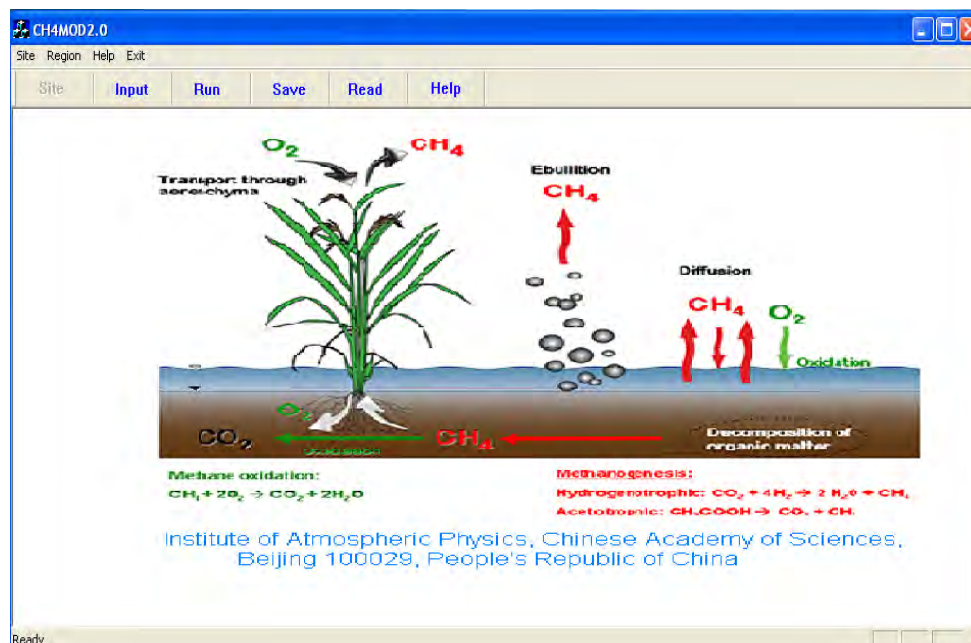 CH4MOD2.0
Site Region Help Exit
Site Input Run Save Read Help
O₂ CH₄
Transport through
aerenchyma
Ebullition
CH₄
Diffusion
CH₄ O₂
Oxidation
O₂
CO₂ CH₄
Oxidation
Decomposition of
organic matter
Methane oxidation:
CH₄ + 2O₂ → CO₂ + 2H₂O
Methanogenesis:
Hydrogenotrophic: CO₂ + 4H₂ → 2 H₂O + CH₄
Acetotrophic: CH₃COOH → CO₂ + CH₄
Institute of Atmospheric Physics, Chinese Academy of Sciences,
Beijing 100029, People's Republic of China
Ready